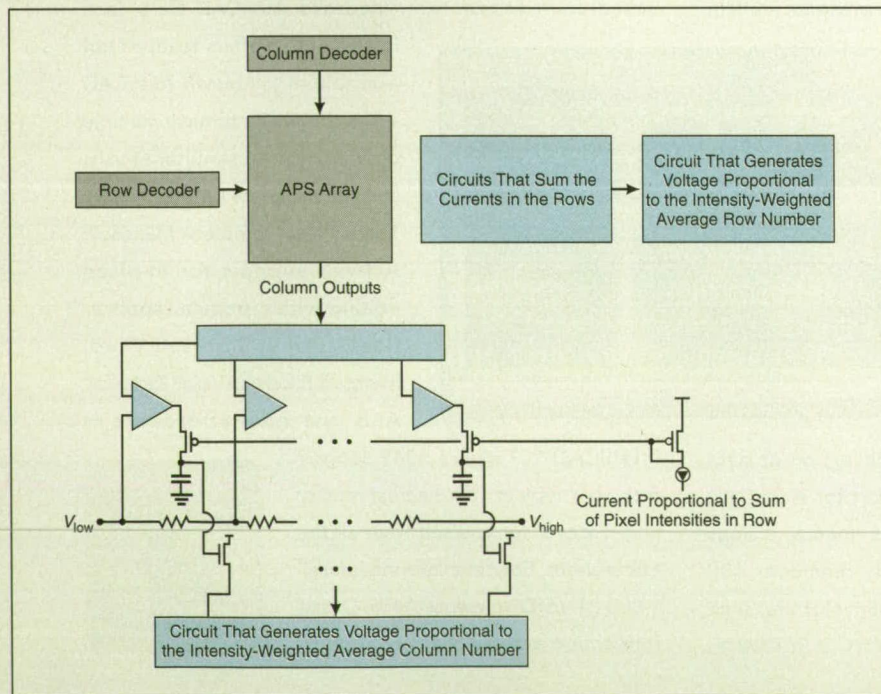 Column Decoder
Row Decoder
APS Array
Circuits That Sum the
Currents in the Rows
Circuit That Generates
Voltage Proportional
to the Intensity-Weighted
Average Row Number
Column Outputs
Vlow
Vhigh
Current Proportional to Sum
of Pixel Intensities in Row
Circuit That Generates Voltage Proportional to
the Intensity-Weighted Average Column Number